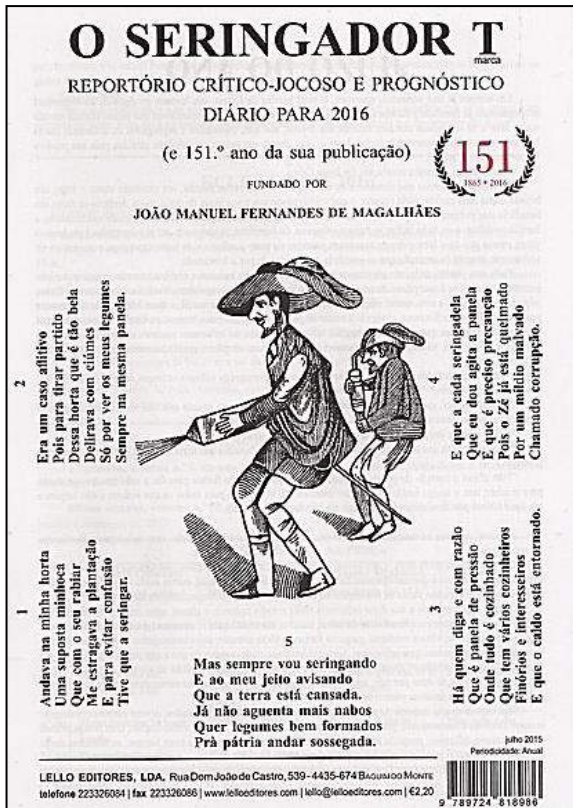 O SERINGADOR T
marca
REPORTÓRIO CRÍTICO-JOCOSO E PROGNÓSTICO
DIÁRIO PARA 2016
(e 151.º ano da sua publicação)
151
1865 • 2016
FUNDADO POR
JOÃO MANUEL FERNANDES DE MAGALHÃES
1
Andava na minha horta
Uma suposta minhoca
Que com o seu rabiar
Me estragava a plantação
E para evitar confusão
Tive que a seringar.
2
Era um caso aflitivo
Pois para tirar partido
Dessa horta que é tão bela
Delirava com ciúmes
Só por ver os meus legumes
Sempre na mesma panela.
3
Há quem diga e com razão
Que é panela de pressão
Onde tudo é cozinhado
Que tem vários cozinheiros
Finórios e interesseiros
E que o caldo está entornado.
4
E que a cada seringadela
Que eu dou agita a panela
E que é preciso precaução
Pois o Zé já está queimado
Por um míldio malvado
Chamado corrupção.
5
Mas sempre vou seringando
E ao meu jeito avisando
Que a terra está cansada.
Já não aguenta mais nabos
Quer legumes bem formados
Prà pátria andar sossegada.
julho 2015
Periodicidade: Anual
LELLO EDITORES, LDA. Rua Dom João de Castro, 539 - 4435-674 BAGUIM DO MONTE
telefone 223326084 | fax 223326086 | www.lelloeditores.com | lello@lelloeditores.com | €2,20
9 789724 818986